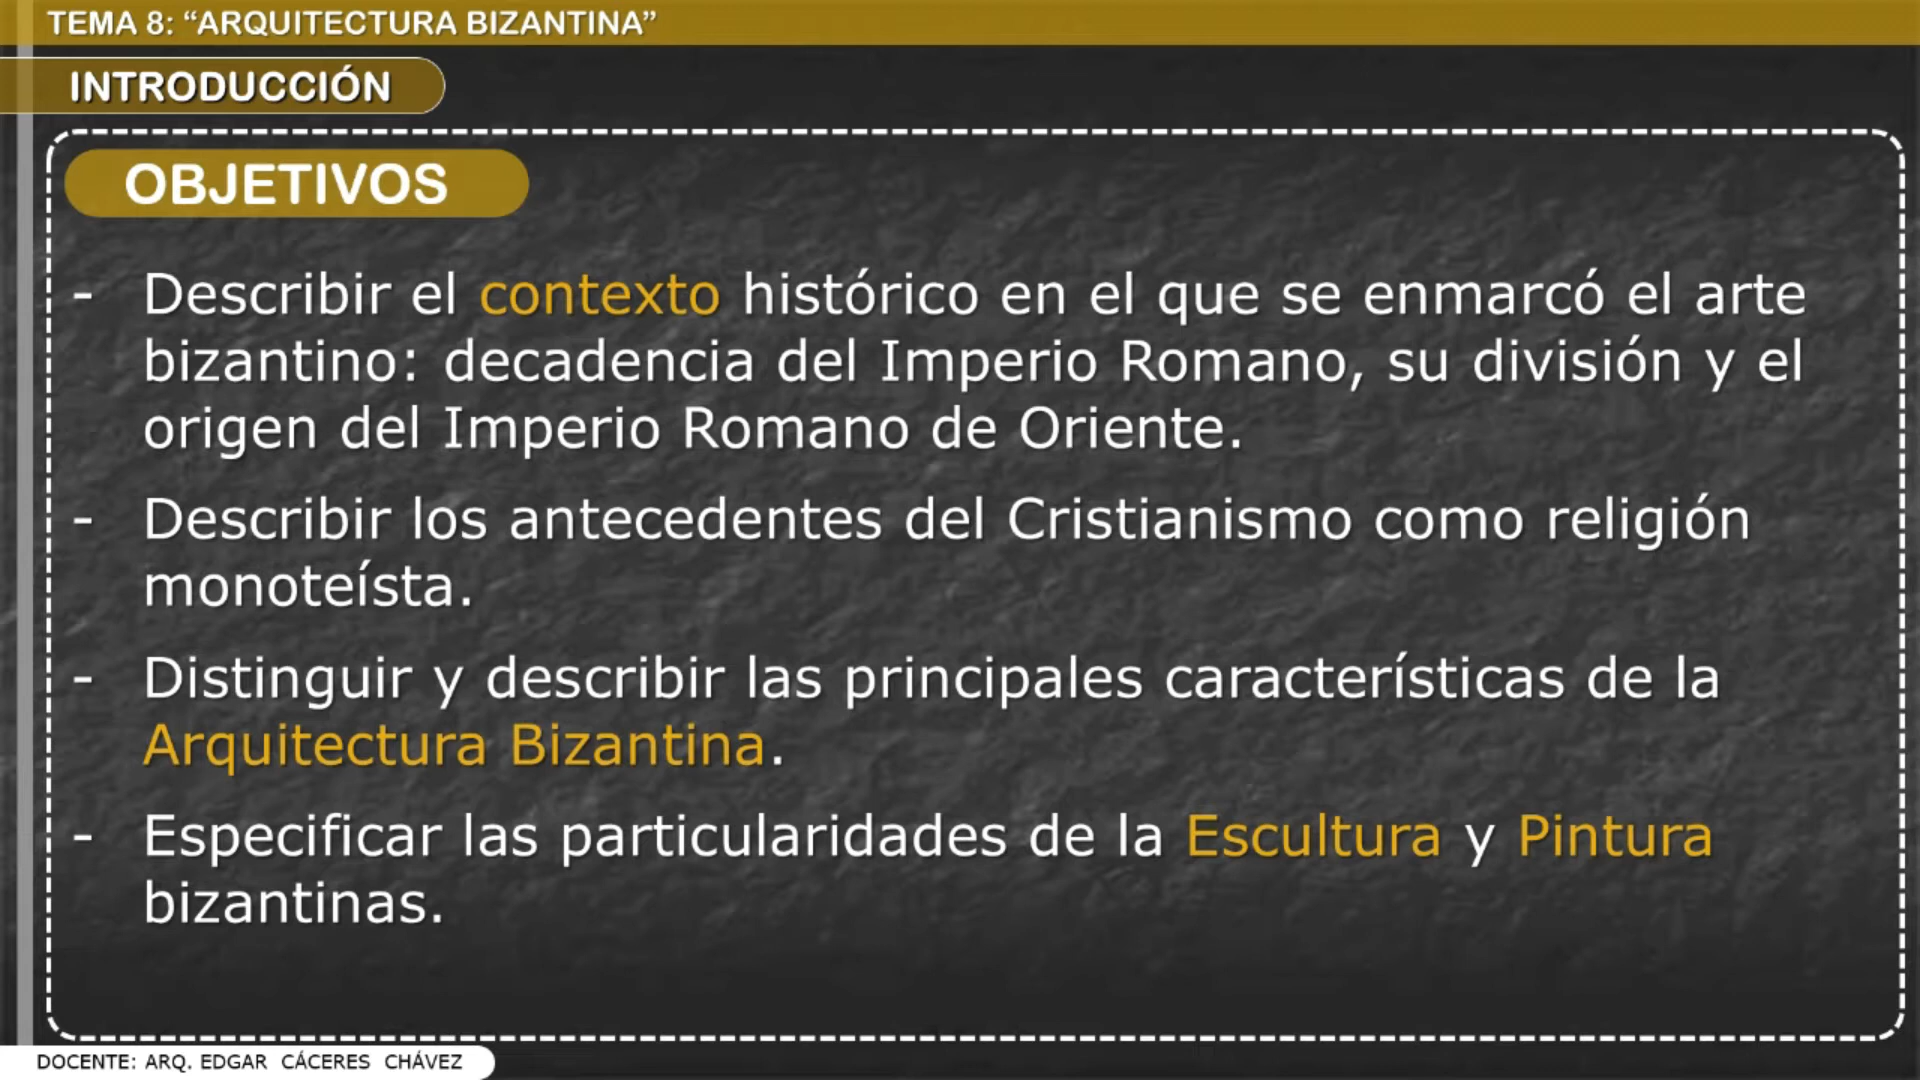 TEMA 8: “ARQUITECTURA BIZANTINA”
INTRODUCCIÓN
OBJETIVOS
- Describir el contexto histórico en el que se enmarcó el arte
bizantino: decadencia del Imperio Romano, su división y el
origen del Imperio Romano de Oriente.
- Describir los antecedentes del Cristianismo como religión
monoteísta.
- Distinguir y describir las principales características de la
Arquitectura Bizantina.
- Especificar las particularidades de la Escultura y Pintura
bizantinas.
DOCENTE: ARQ. EDGAR CÁCERES CHÁVEZ